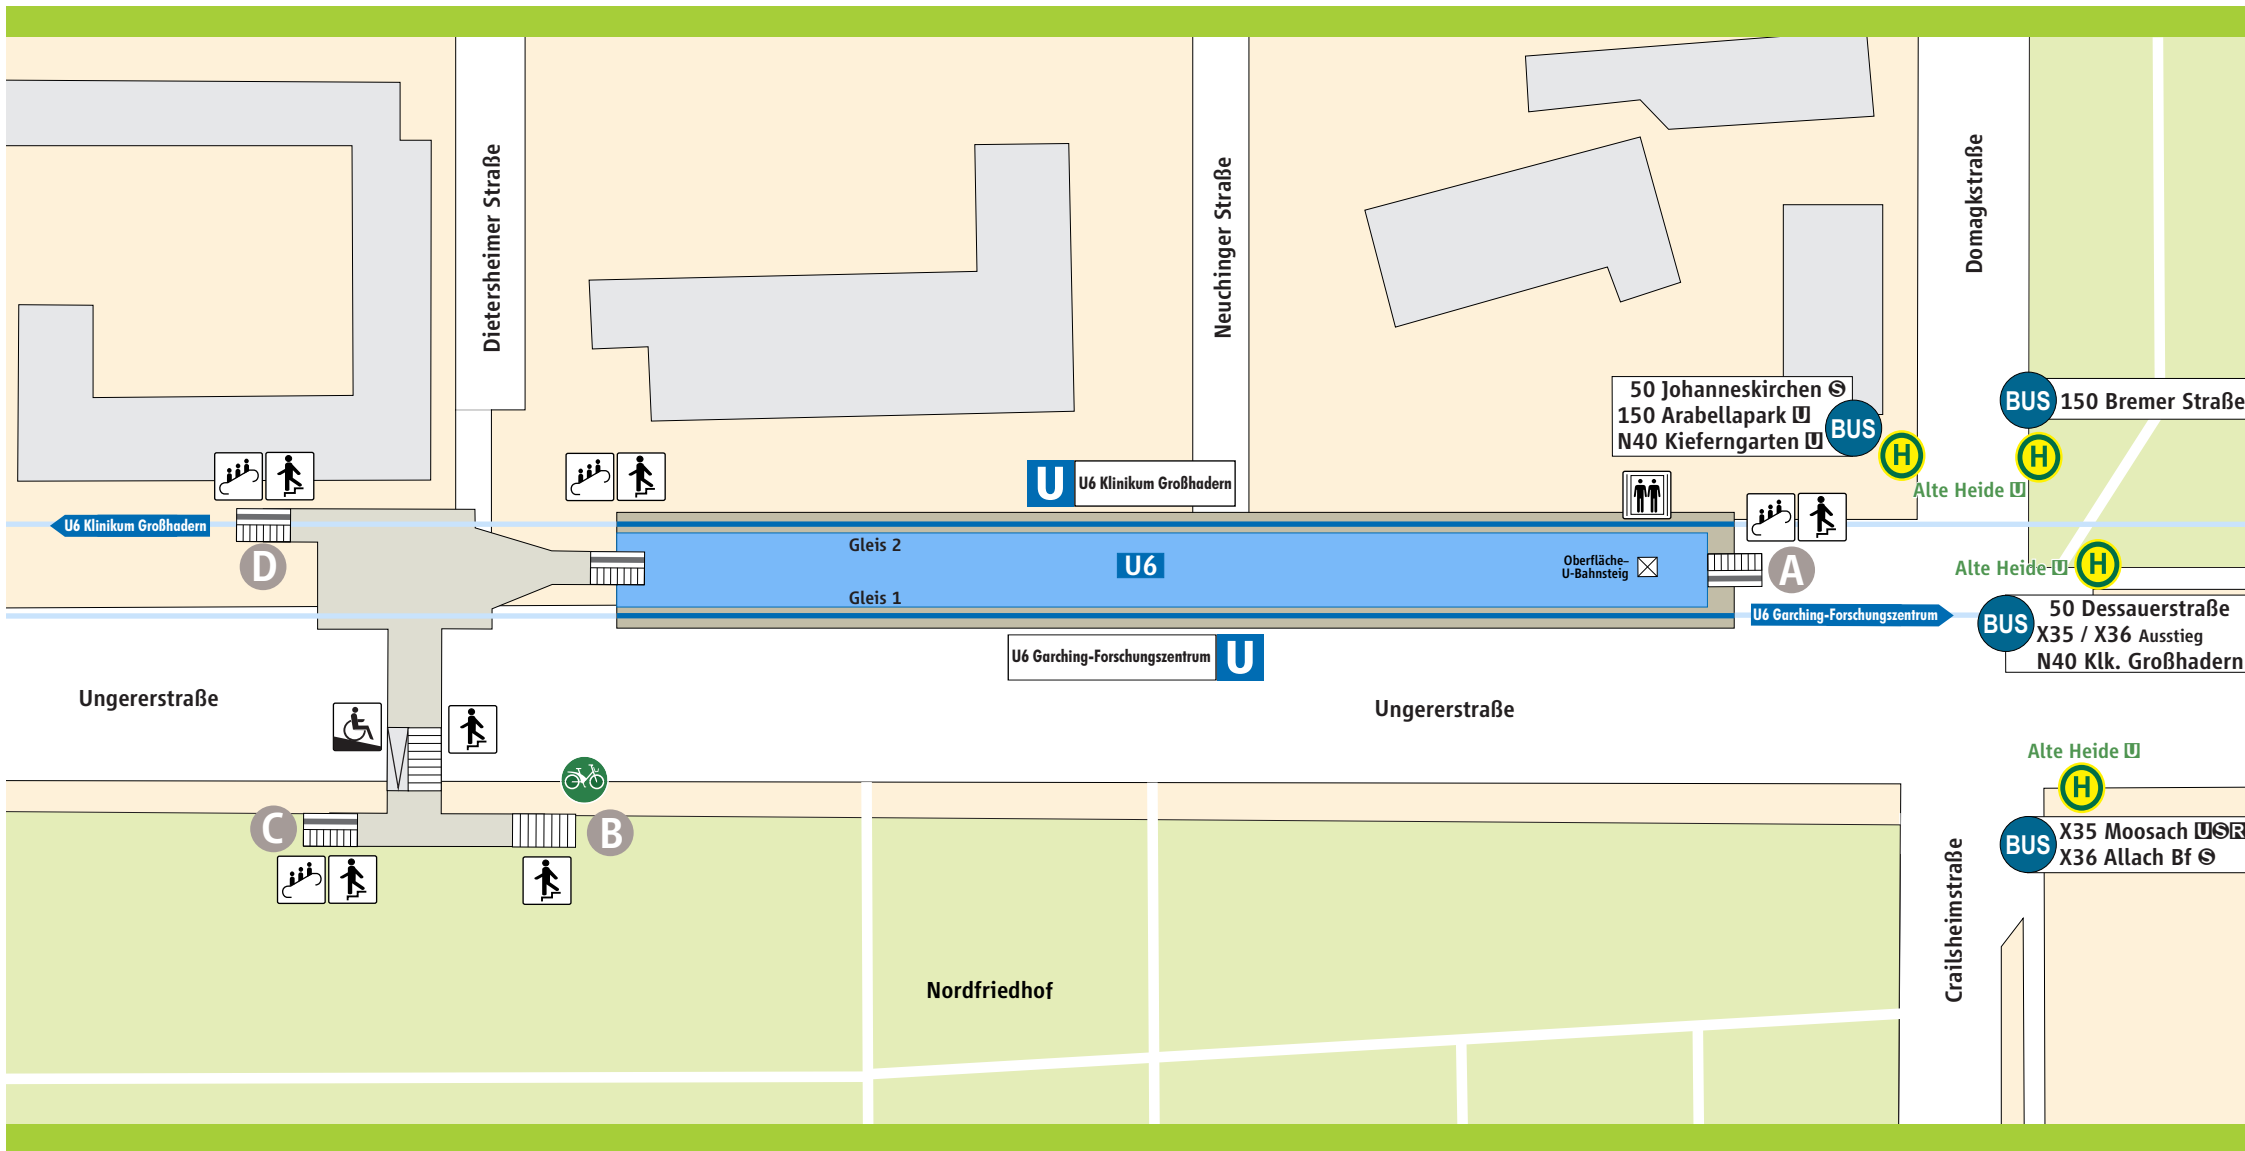 Dietersheimer Straße
Neuchinger Straße
Domagkstraße
50 Johanneskirchen S
150 Arabellapark U
N40 Kieferngarten U
BUS
H
BUS
150 Bremer Straße
H
Alte Heide U
U
U6 Klinikum Großhadern
U6 Klinikum Großhadern
D
Gleis 2
U6
Gleis 1
Oberfläche-
U-Bahnsteig
A
Alte Heide U
H
U6 Garching-Forschungszentrum
BUS
50 Dessauerstraße
X35 / X36 Ausstieg
N40 Klk. Großhadern
U6 Garching-Forschungszentrum
U
Ungererstraße
Ungererstraße
Alte Heide U
H
C
B
BUS
X35 Moosach USR
X36 Allach Bf S
Crailsheimstraße
Nordfriedhof